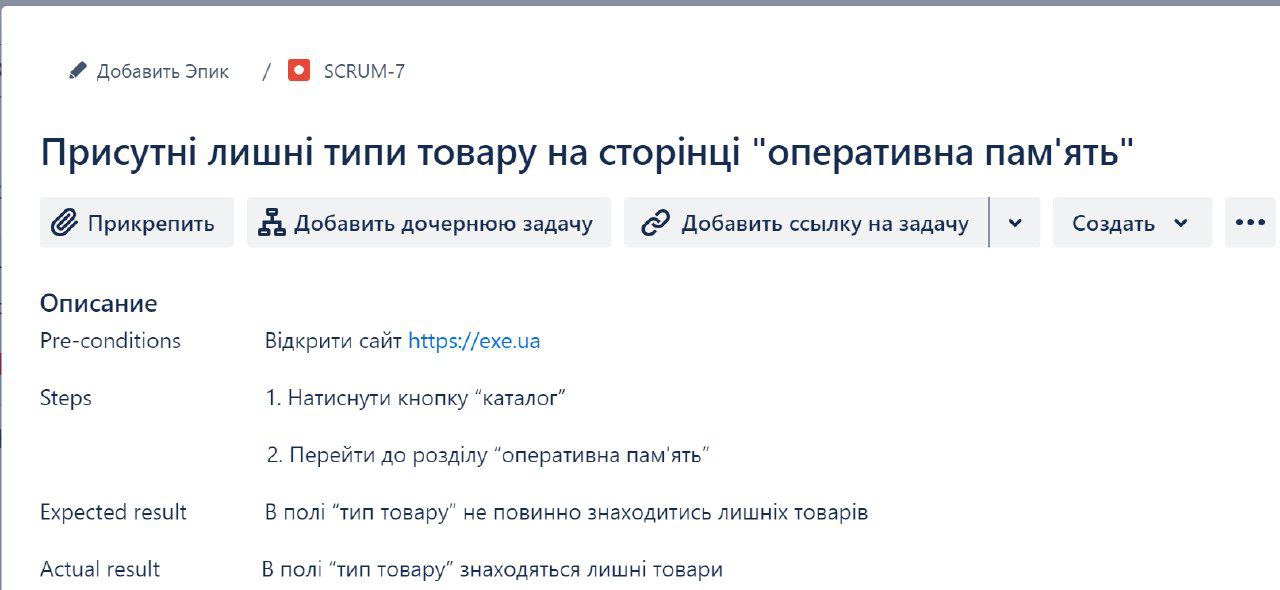 Добавить Эпик / SCRUM-7
Присутні лишні типи товару на сторінці "оперативна пам'ять"
Прикрепить Добавить дочернюю задачу Добавить ссылку на задачу Создать
Описание
Pre-conditions Відкрити сайт https://exe.ua
Steps 1. Натиснути кнопку “каталог”
2. Перейти до розділу “оперативна пам'ять”
Expected result В полі “тип товару” не повинно знаходитись лишніх товарів
Actual result В полі “тип товару” знаходяться лишні товари